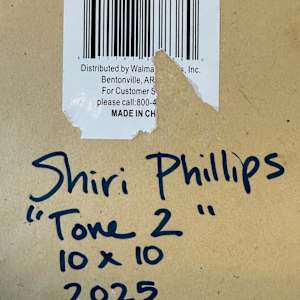 Distributed by Walma s, Inc.
Bentonville, AR
For Customer S
please call:800-4
MADE IN CH
Shiri Phillips
"Tone 2"
10 x 10
2025